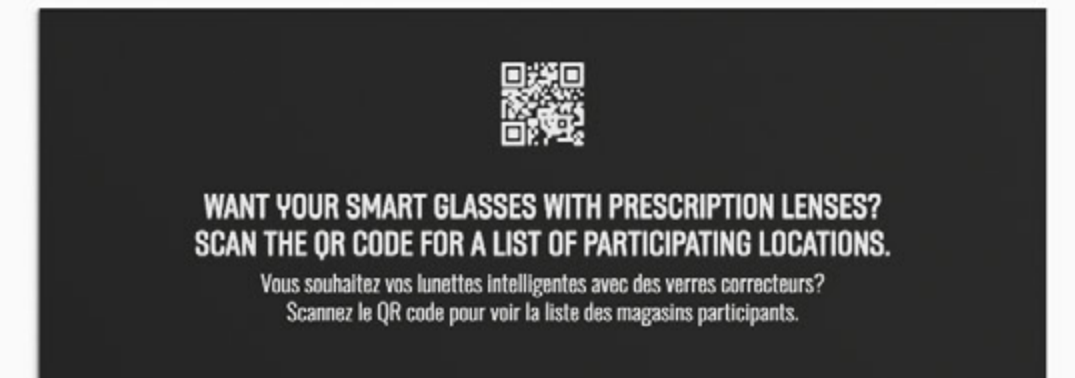 WANT YOUR SMART GLASSES WITH PRESCRIPTION LENSES?
SCAN THE QR CODE FOR A LIST OF PARTICIPATING LOCATIONS.
Vous souhaitez vos lunettes intelligentes avec des verres correcteurs?
Scannez le QR code pour voir la liste des magasins participants.